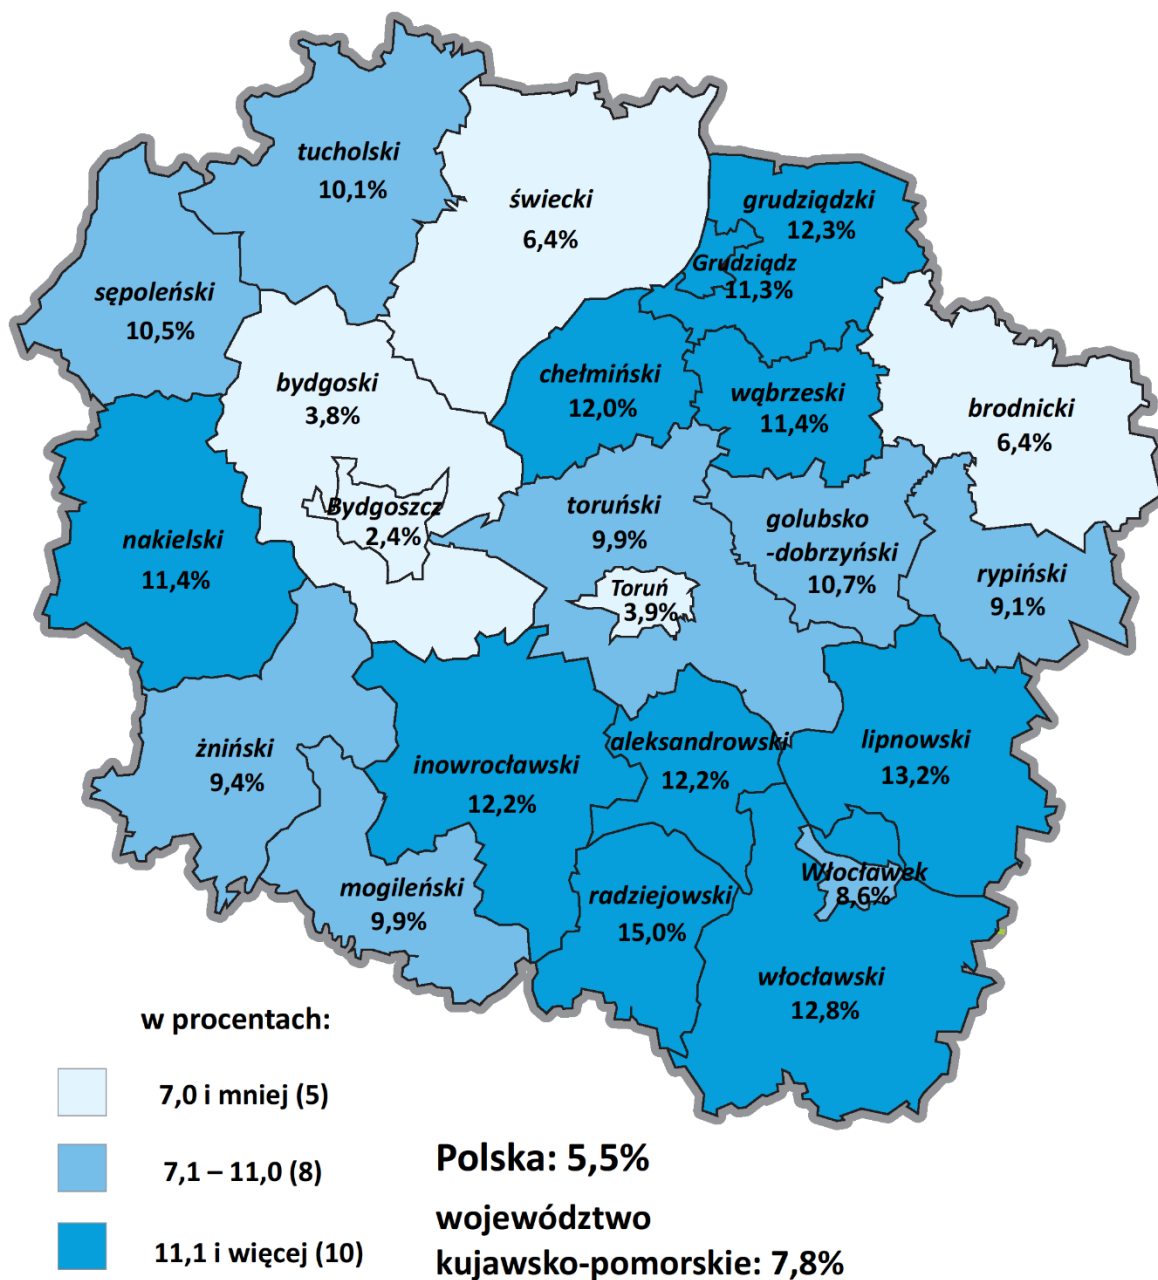 tucholski
10,1%
świecki
6,4%
grudziądzki
12,3%
Grudziądz
11,3%
sępoleński
10,5%
bydgoski
3,8%
chełmiński
12,0%
wąbrzeski
11,4%
brodnicki
6,4%
Bydgoszcz
2,4%
toruński
9,9%
golubsko
-dobrzyński
10,7%
nakielski
11,4%
rypiński
9,1%
Toruń
3,9%
żniński
9,4%
inowrocławski
12,2%
aleksandrowski
12,2%
lipnowski
13,2%
mogileński
9,9%
radziejowski
15,0%
Włocławek
8,6%
włocławski
12,8%
w procentach:
7,0 i mniej (5)
7,1 – 11,0 (8)
11,1 i więcej (10)
Polska: 5,5%
województwo
kujawsko-pomorskie: 7,8%